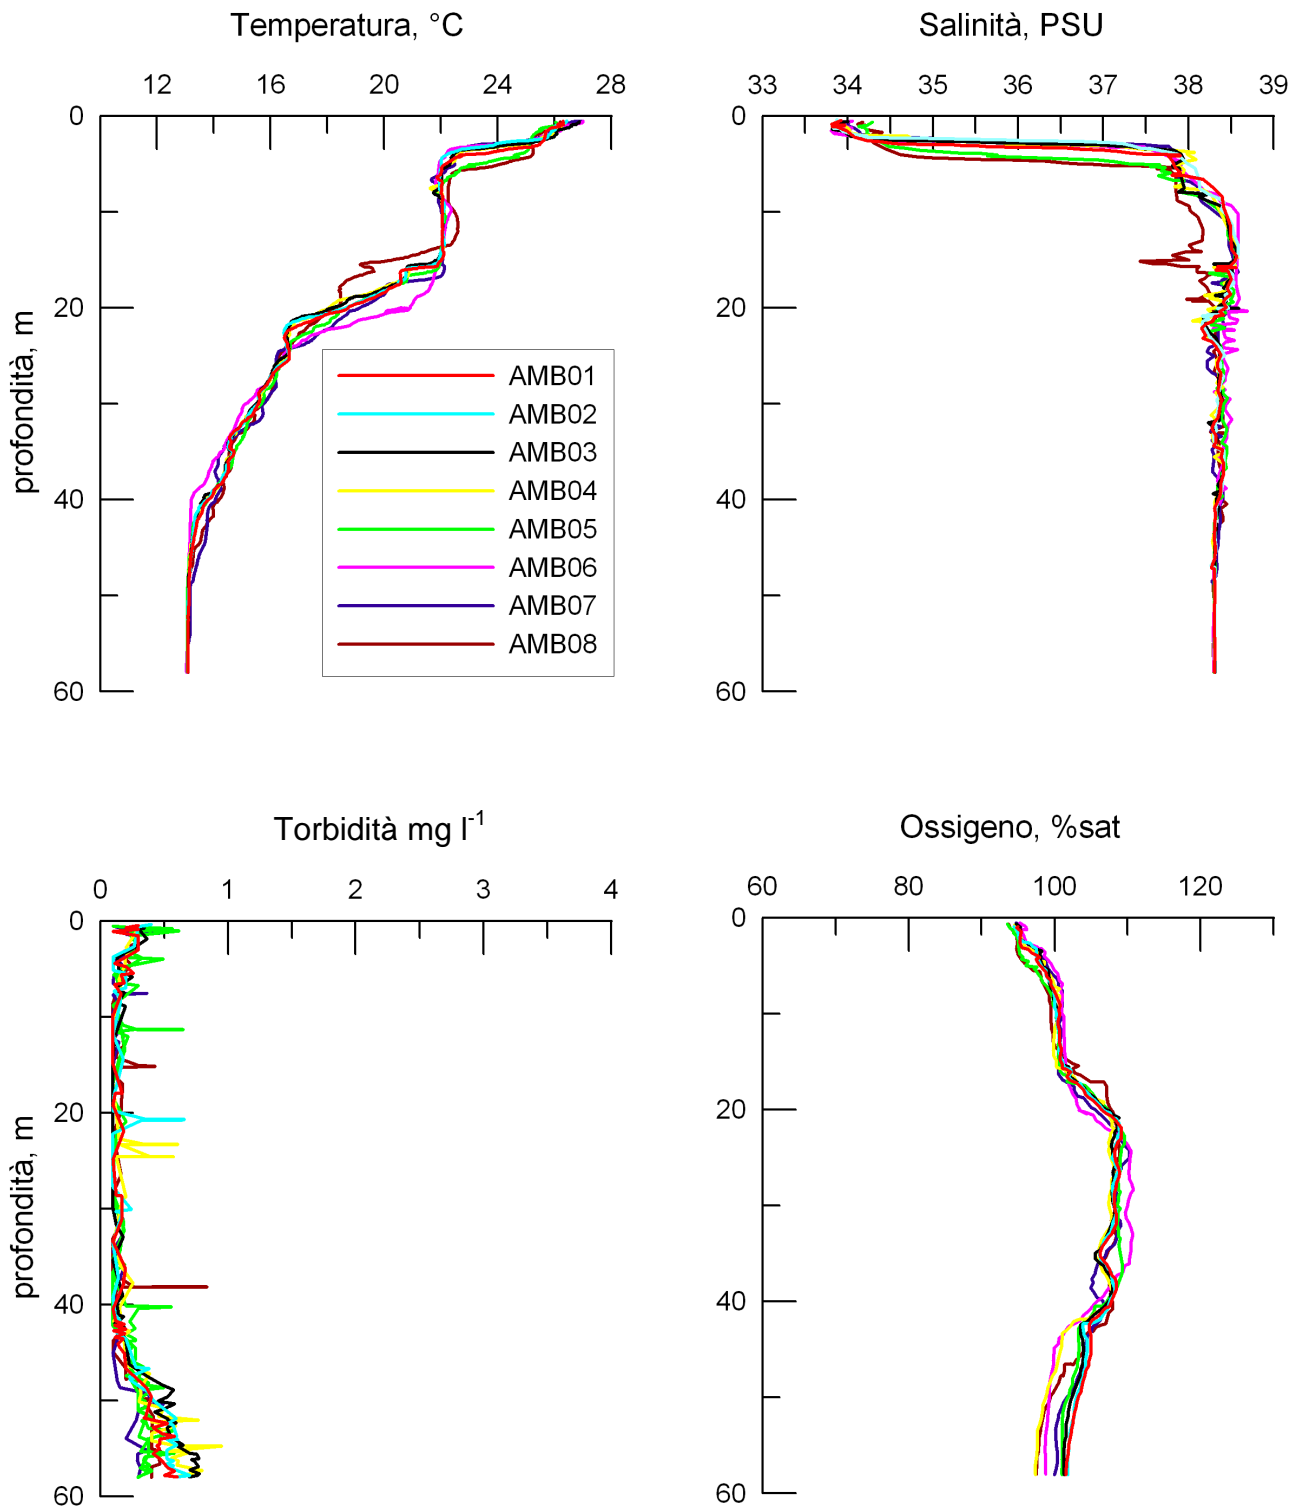 Temperatura, °C
12 16 20 24 28
0
20
40
60
profondità, m
AMB01
AMB02
AMB03
AMB04
AMB05
AMB06
AMB07
AMB08
Salinità, PSU
33 34 35 36 37 38 39
0
20
40
60
Torbidità mg l-1
0 1 2 3 4
0
20
40
60
profondità, m
Ossigeno, %sat
60 80 100 120
0
20
40
60